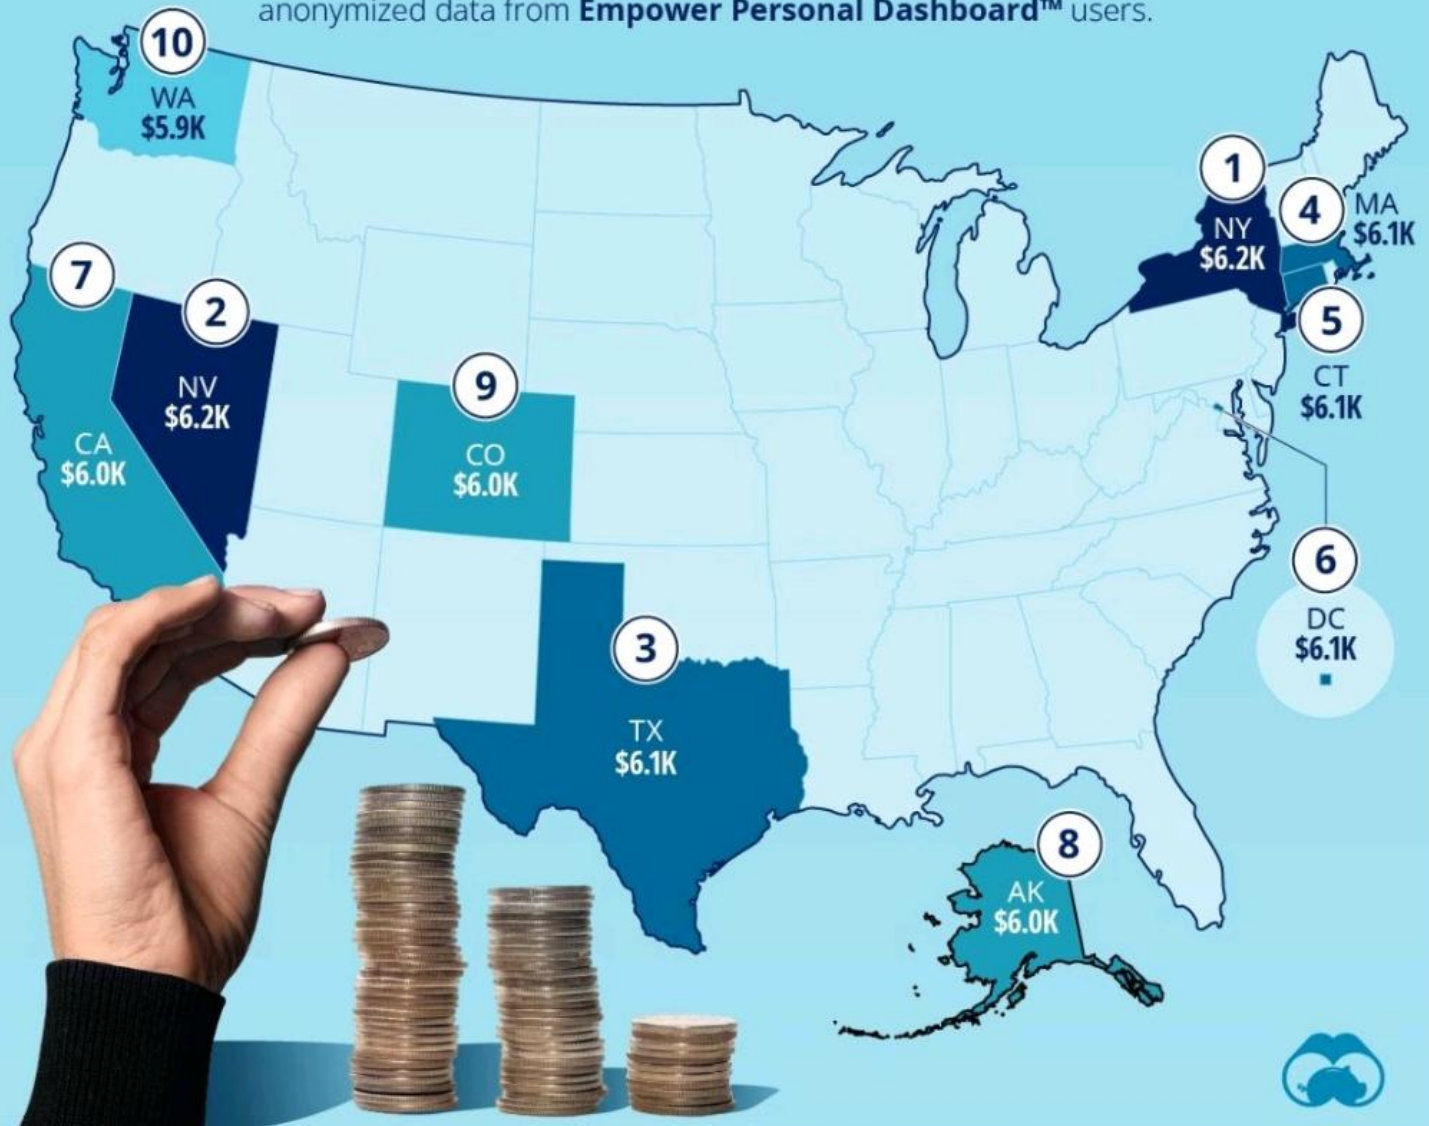 anonymized data from Empower Personal Dashboard™ users.
10
WA
$5.9K
1
NY
$6.2K
4
MA
$6.1K
7
CA
$6.0K
2
NV
$6.2K
9
CO
$6.0K
5
CT
$6.1K
6
DC
$6.1K
3
TX
$6.1K
8
AK
$6.0K